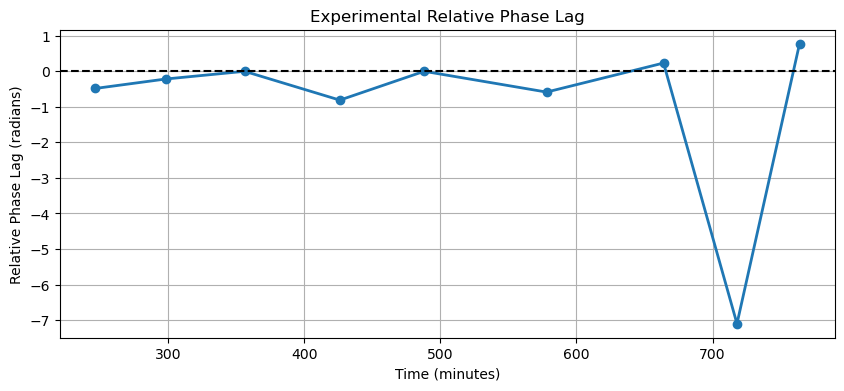 Experimental Relative Phase Lag
1
0
−1
−2
−3
−4
−5
−6
−7
Relative Phase Lag (radians)
300 400 500 600 700
Time (minutes)